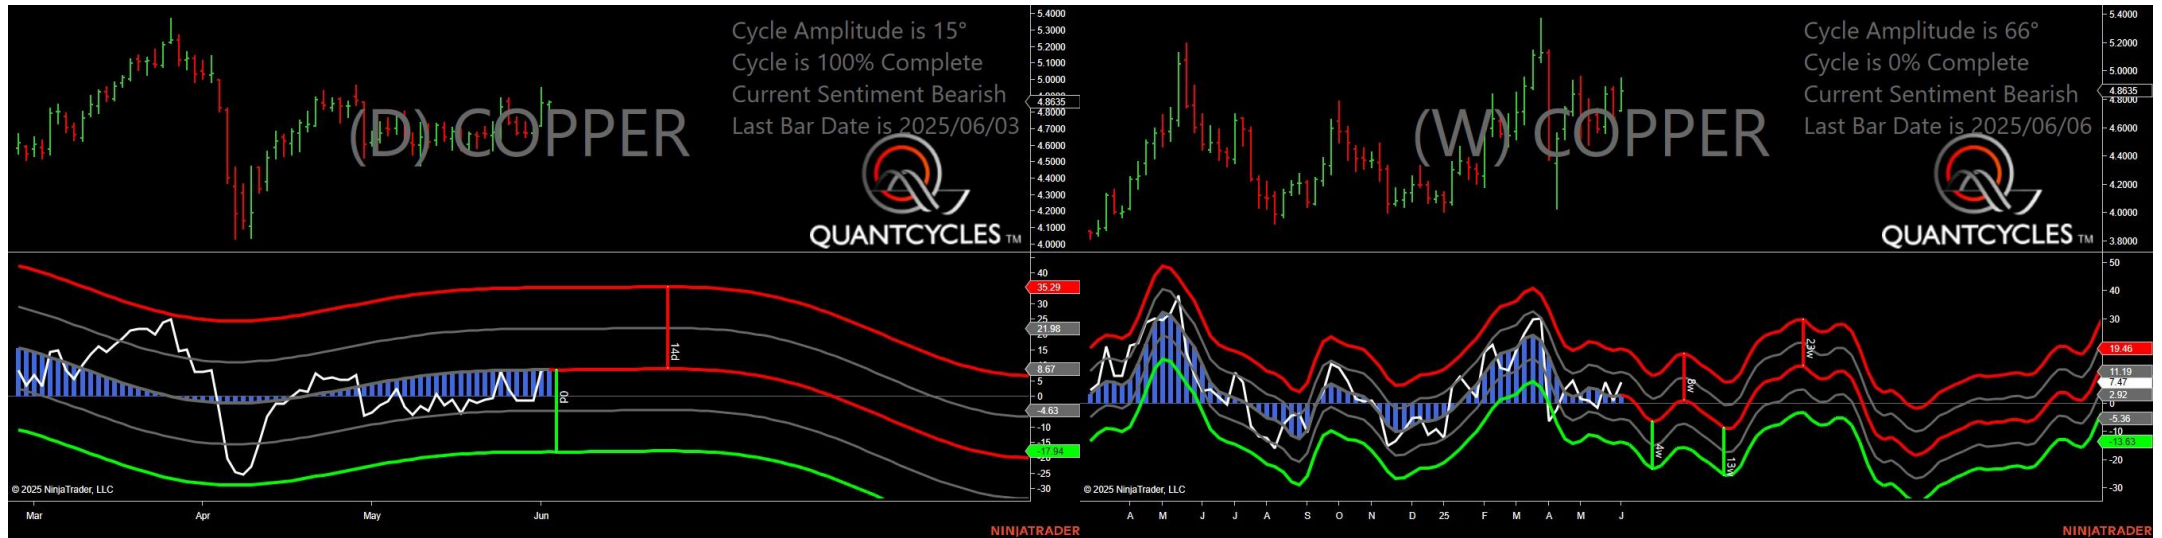 Cycle Amplitude is 15°
Cycle is 100% Complete
Current Sentiment Bearish
Last Bar Date is 2025/06/03
(D) COPPER
QUANTCYCLES TM
5.4000
5.3000
5.2000
5.1000
5.0000
4.8635
4.8000
4.7000
4.6000
4.5000
4.4000
4.3000
4.2000
4.1000
4.0000
40
35.29
30
25
21.98
15
8.67
5
0
-4.63
-10
-15
-17.94
-30
14d
0d
© 2025 NinjaTrader, LLC
Mar Apr May Jun
NINJATRADER
Cycle Amplitude is 66°
Cycle is 0% Complete
Current Sentiment Bearish
Last Bar Date is 2025/06/06
(W) COPPER
QUANTCYCLES TM
5.4000
5.2000
5.0000
4.8635
4.8000
4.6000
4.4000
4.2000
4.0000
3.8000
50
40
30
19.46
11.19
7.47
2.92
0
-5.36
-10
-13.63
-20
-30
4w
8w
13w
23w
© 2025 NinjaTrader, LLC
A M J J A S O N D 25 F M A M J
NINJATRADER